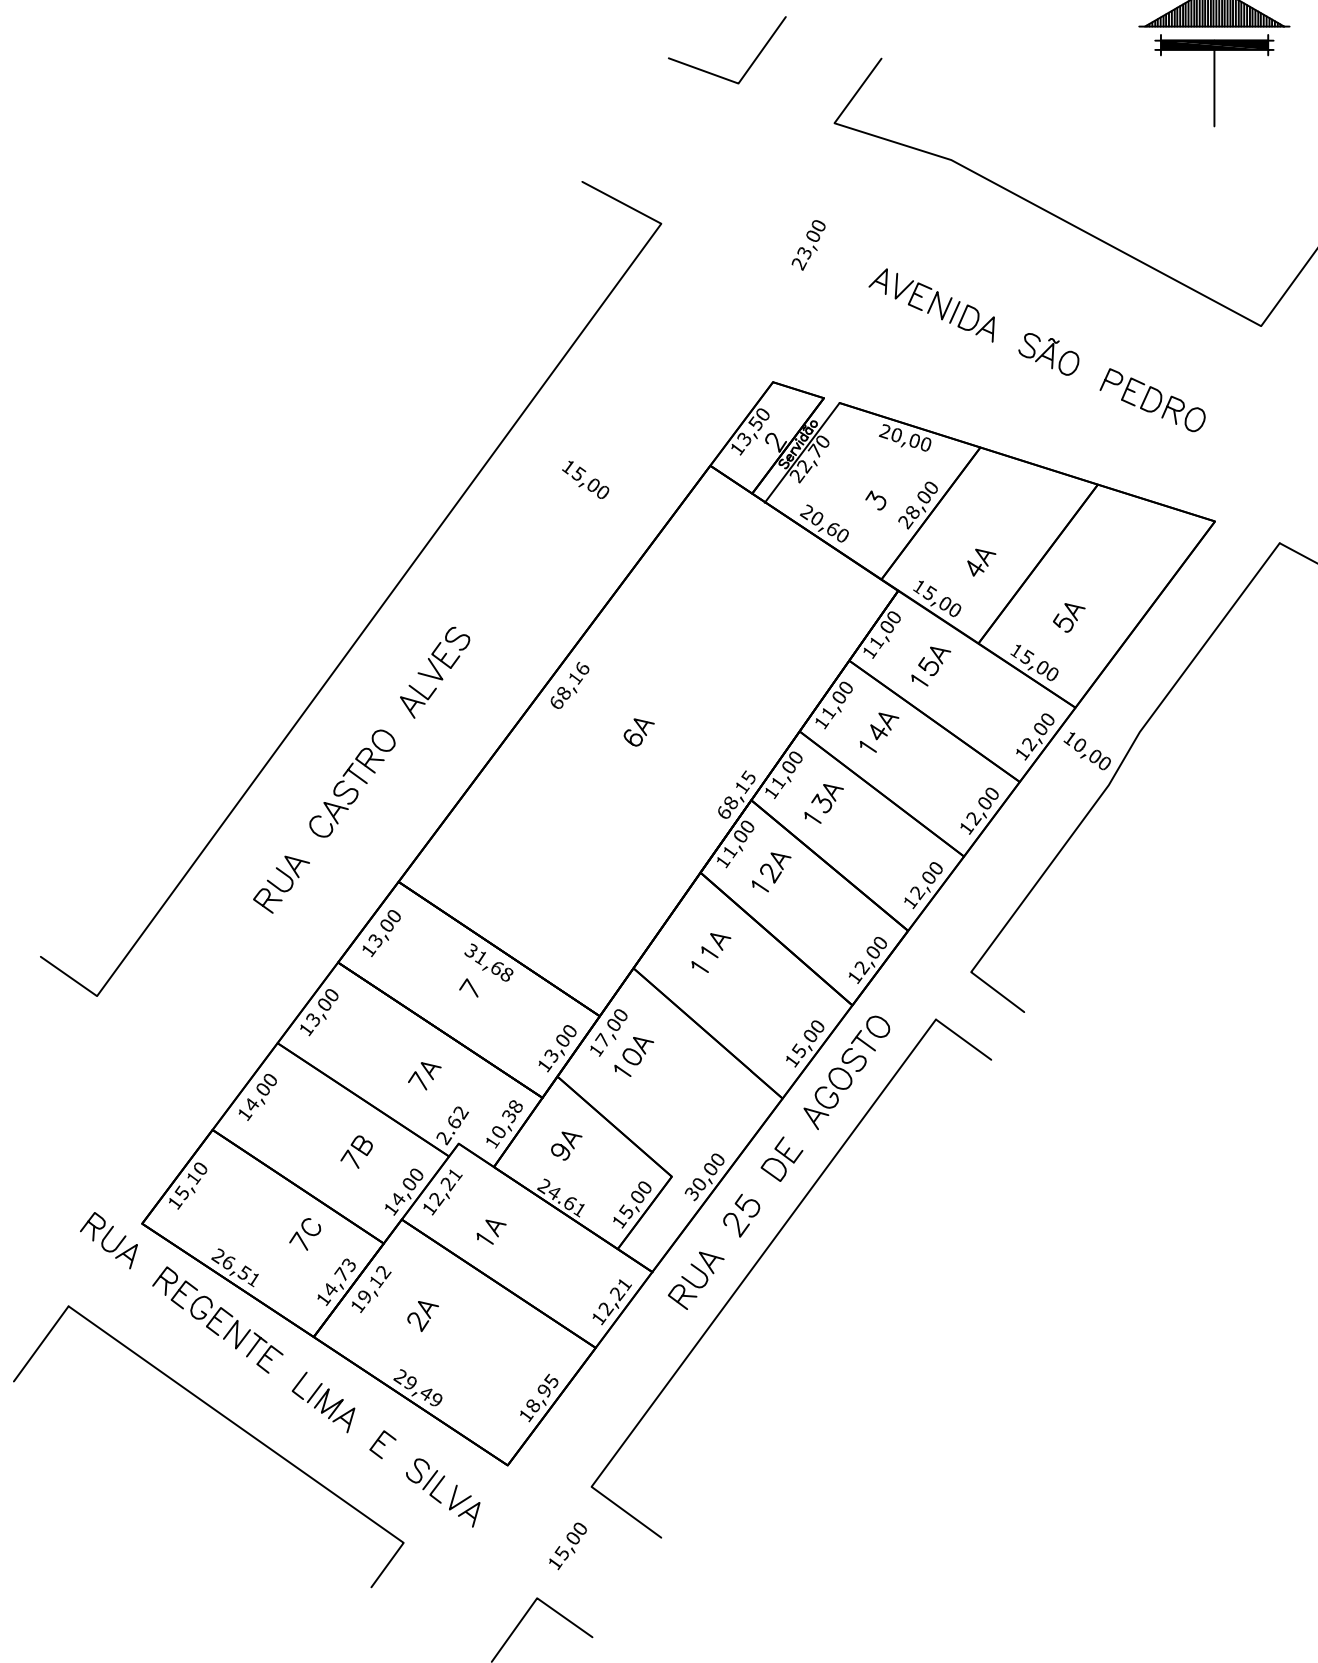 23,00
AVENIDA SÃO PEDRO
13,50
2
Servidão
22,70
20,00
3
28,00
20,60
15,00
4A
15,00
5A
15,00
11,00
15A
12,00
10,00
68,16
6A
68,15
RUA CASTRO ALVES
11,00
14A
12,00
11,00
13A
12,00
11,00
12A
12,00
11A
15,00
13,00
31,68
7
13,00
17,00
10A
30,00
13,00
7A
2.62
10,38
9A
24.61
15,00
RUA 25 DE AGOSTO
14,00
7B
14,00
12,21
1A
12,21
15,10
7C
26,51
14,73
19,12
2A
29,49
18,95
RUA REGENTE LIMA E SILVA
15,00